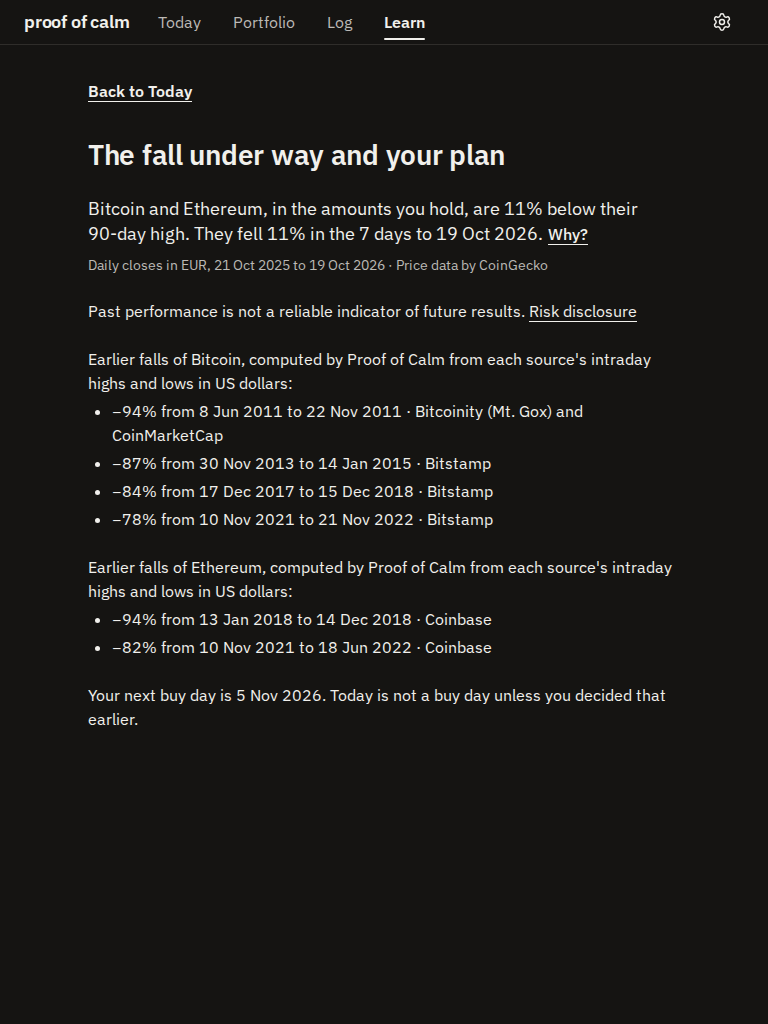 proof of calm Today Portfolio Log Learn
Back to Today
The fall under way and your plan
Bitcoin and Ethereum, in the amounts you hold, are 11% below their
90-day high. They fell 11% in the 7 days to 19 Oct 2026. Why?
Daily closes in EUR, 21 Oct 2025 to 19 Oct 2026 · Price data by CoinGecko
Past performance is not a reliable indicator of future results. Risk disclosure
Earlier falls of Bitcoin, computed by Proof of Calm from each source's intraday
highs and lows in US dollars:
• −94% from 8 Jun 2011 to 22 Nov 2011 · Bitcoinity (Mt. Gox) and
CoinMarketCap
• −87% from 30 Nov 2013 to 14 Jan 2015 · Bitstamp
• −84% from 17 Dec 2017 to 15 Dec 2018 · Bitstamp
• −78% from 10 Nov 2021 to 21 Nov 2022 · Bitstamp
Earlier falls of Ethereum, computed by Proof of Calm from each source's intraday
highs and lows in US dollars:
• −94% from 13 Jan 2018 to 14 Dec 2018 · Coinbase
• −82% from 10 Nov 2021 to 18 Jun 2022 · Coinbase
Your next buy day is 5 Nov 2026. Today is not a buy day unless you decided that
earlier.